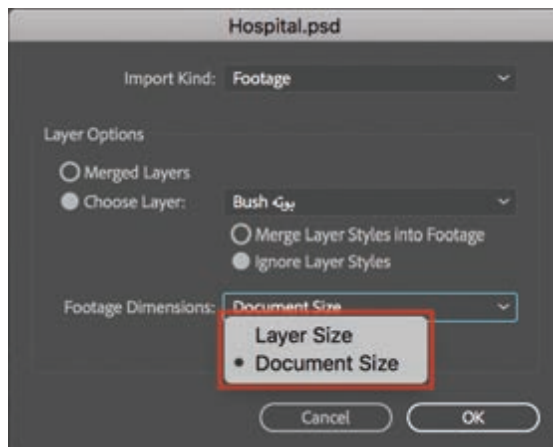 Hospital.psd
Import Kind: Footage
Layer Options
Merged Layers
Choose Layer: Bush بوته
Merge Layer Styles into Footage
Ignore Layer Styles
Footage Dimensions: Document Size
Layer Size
• Document Size
Cancel OK